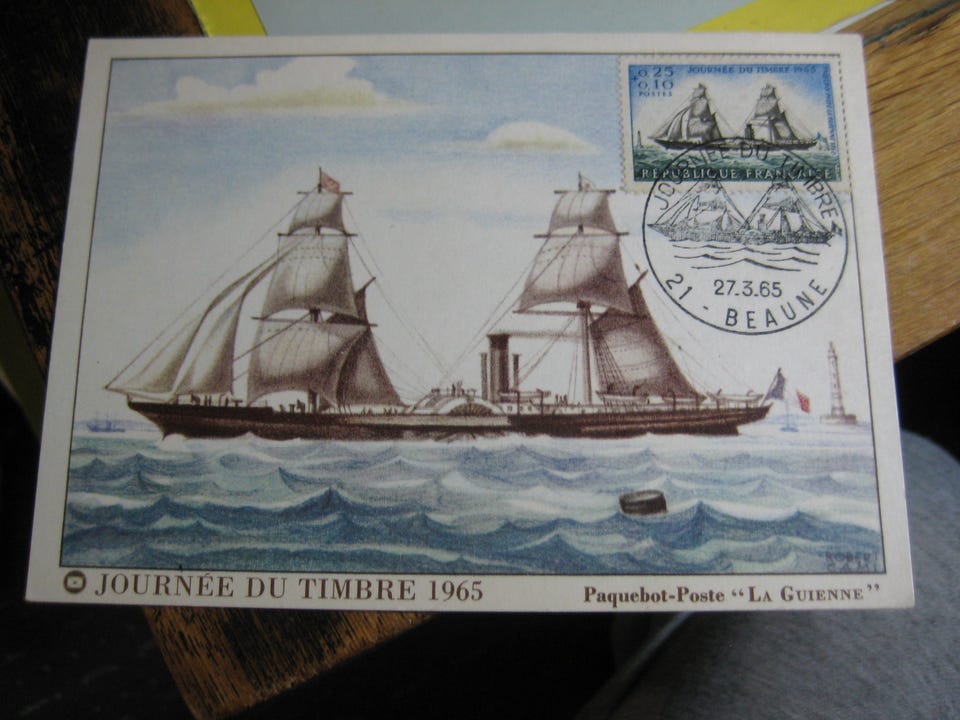 0,25
+0,10
POSTES
JOURNÉE DU TIMBRE 1965
RÉPUBLIQUE FRANÇAISE
JOURNÉE DU TIMBRE
27.3.65
21 - BEAUNE
ROBERT
JOURNÉE DU TIMBRE 1965
Paquebot-Poste “LA GUIENNE”